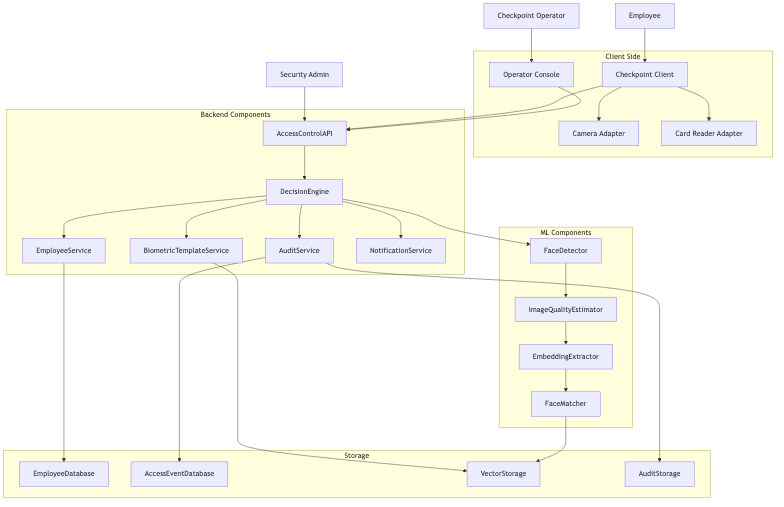 Checkpoint Operator
Employee
Client Side
Security Admin
Operator Console
Checkpoint Client
Backend Components
AccessControlAPI
Camera Adapter
Card Reader Adapter
DecisionEngine
ML Components
EmployeeService
BiometricTemplateService
AuditService
NotificationService
FaceDetector
ImageQualityEstimator
EmbeddingExtractor
FaceMatcher
Storage
EmployeeDatabase
AccessEventDatabase
VectorStorage
AuditStorage